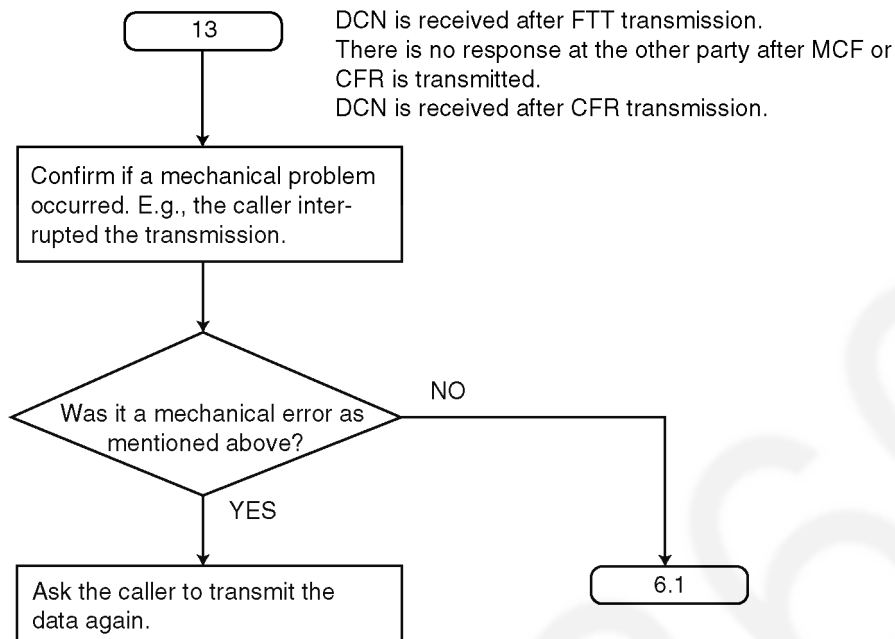 13
DCN is received after FTT transmission.
There is no response at the other party after MCF or
CFR is transmitted.
DCN is received after CFR transmission.
Confirm if a mechanical problem
occurred. E.g., the caller inter-
rupted the transmission.
Was it a mechanical error as
mentioned above?
NO
YES
Ask the caller to transmit the
data again.
6.1